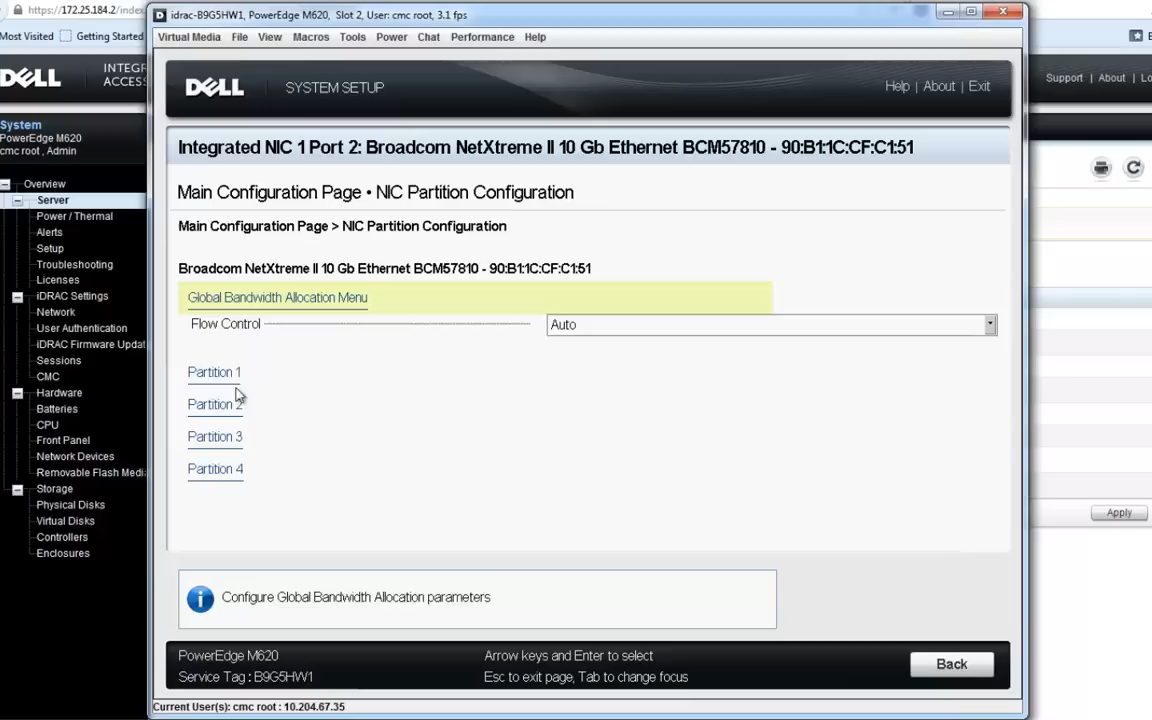 https://172.25.184.2/index
Most Visited
Getting Started
DELL
INTEGR
ACCESS
Support | About | Lo
System
PowerEdge M620
cmc root , Admin
Overview
Server
Power / Thermal
Alerts
Setup
Troubleshooting
Licenses
iDRAC Settings
Network
User Authentication
iDRAC Firmware Updat
Sessions
CMC
Hardware
Batteries
CPU
Front Panel
Network Devices
Removable Flash Medi
Storage
Physical Disks
Virtual Disks
Controllers
Enclosures
Apply
idrac-B9G5HW1, PowerEdge M620, Slot 2, User: cmc root, 3.1 fps
Virtual Media File View Macros Tools Power Chat Performance Help
DELL SYSTEM SETUP
Help | About | Exit
Integrated NIC 1 Port 2: Broadcom NetXtreme II 10 Gb Ethernet BCM57810 - 90:B1:1C:CF:C1:51
Main Configuration Page • NIC Partition Configuration
Main Configuration Page > NIC Partition Configuration
Broadcom NetXtreme II 10 Gb Ethernet BCM57810 - 90:B1:1C:CF:C1:51
Global Bandwidth Allocation Menu
Flow Control Auto
Partition 1
Partition 2
Partition 3
Partition 4
Configure Global Bandwidth Allocation parameters
PowerEdge M620
Service Tag : B9G5HW1
Arrow keys and Enter to select
Esc to exit page, Tab to change focus
Back
Current User(s): cmc root : 10.204.67.35